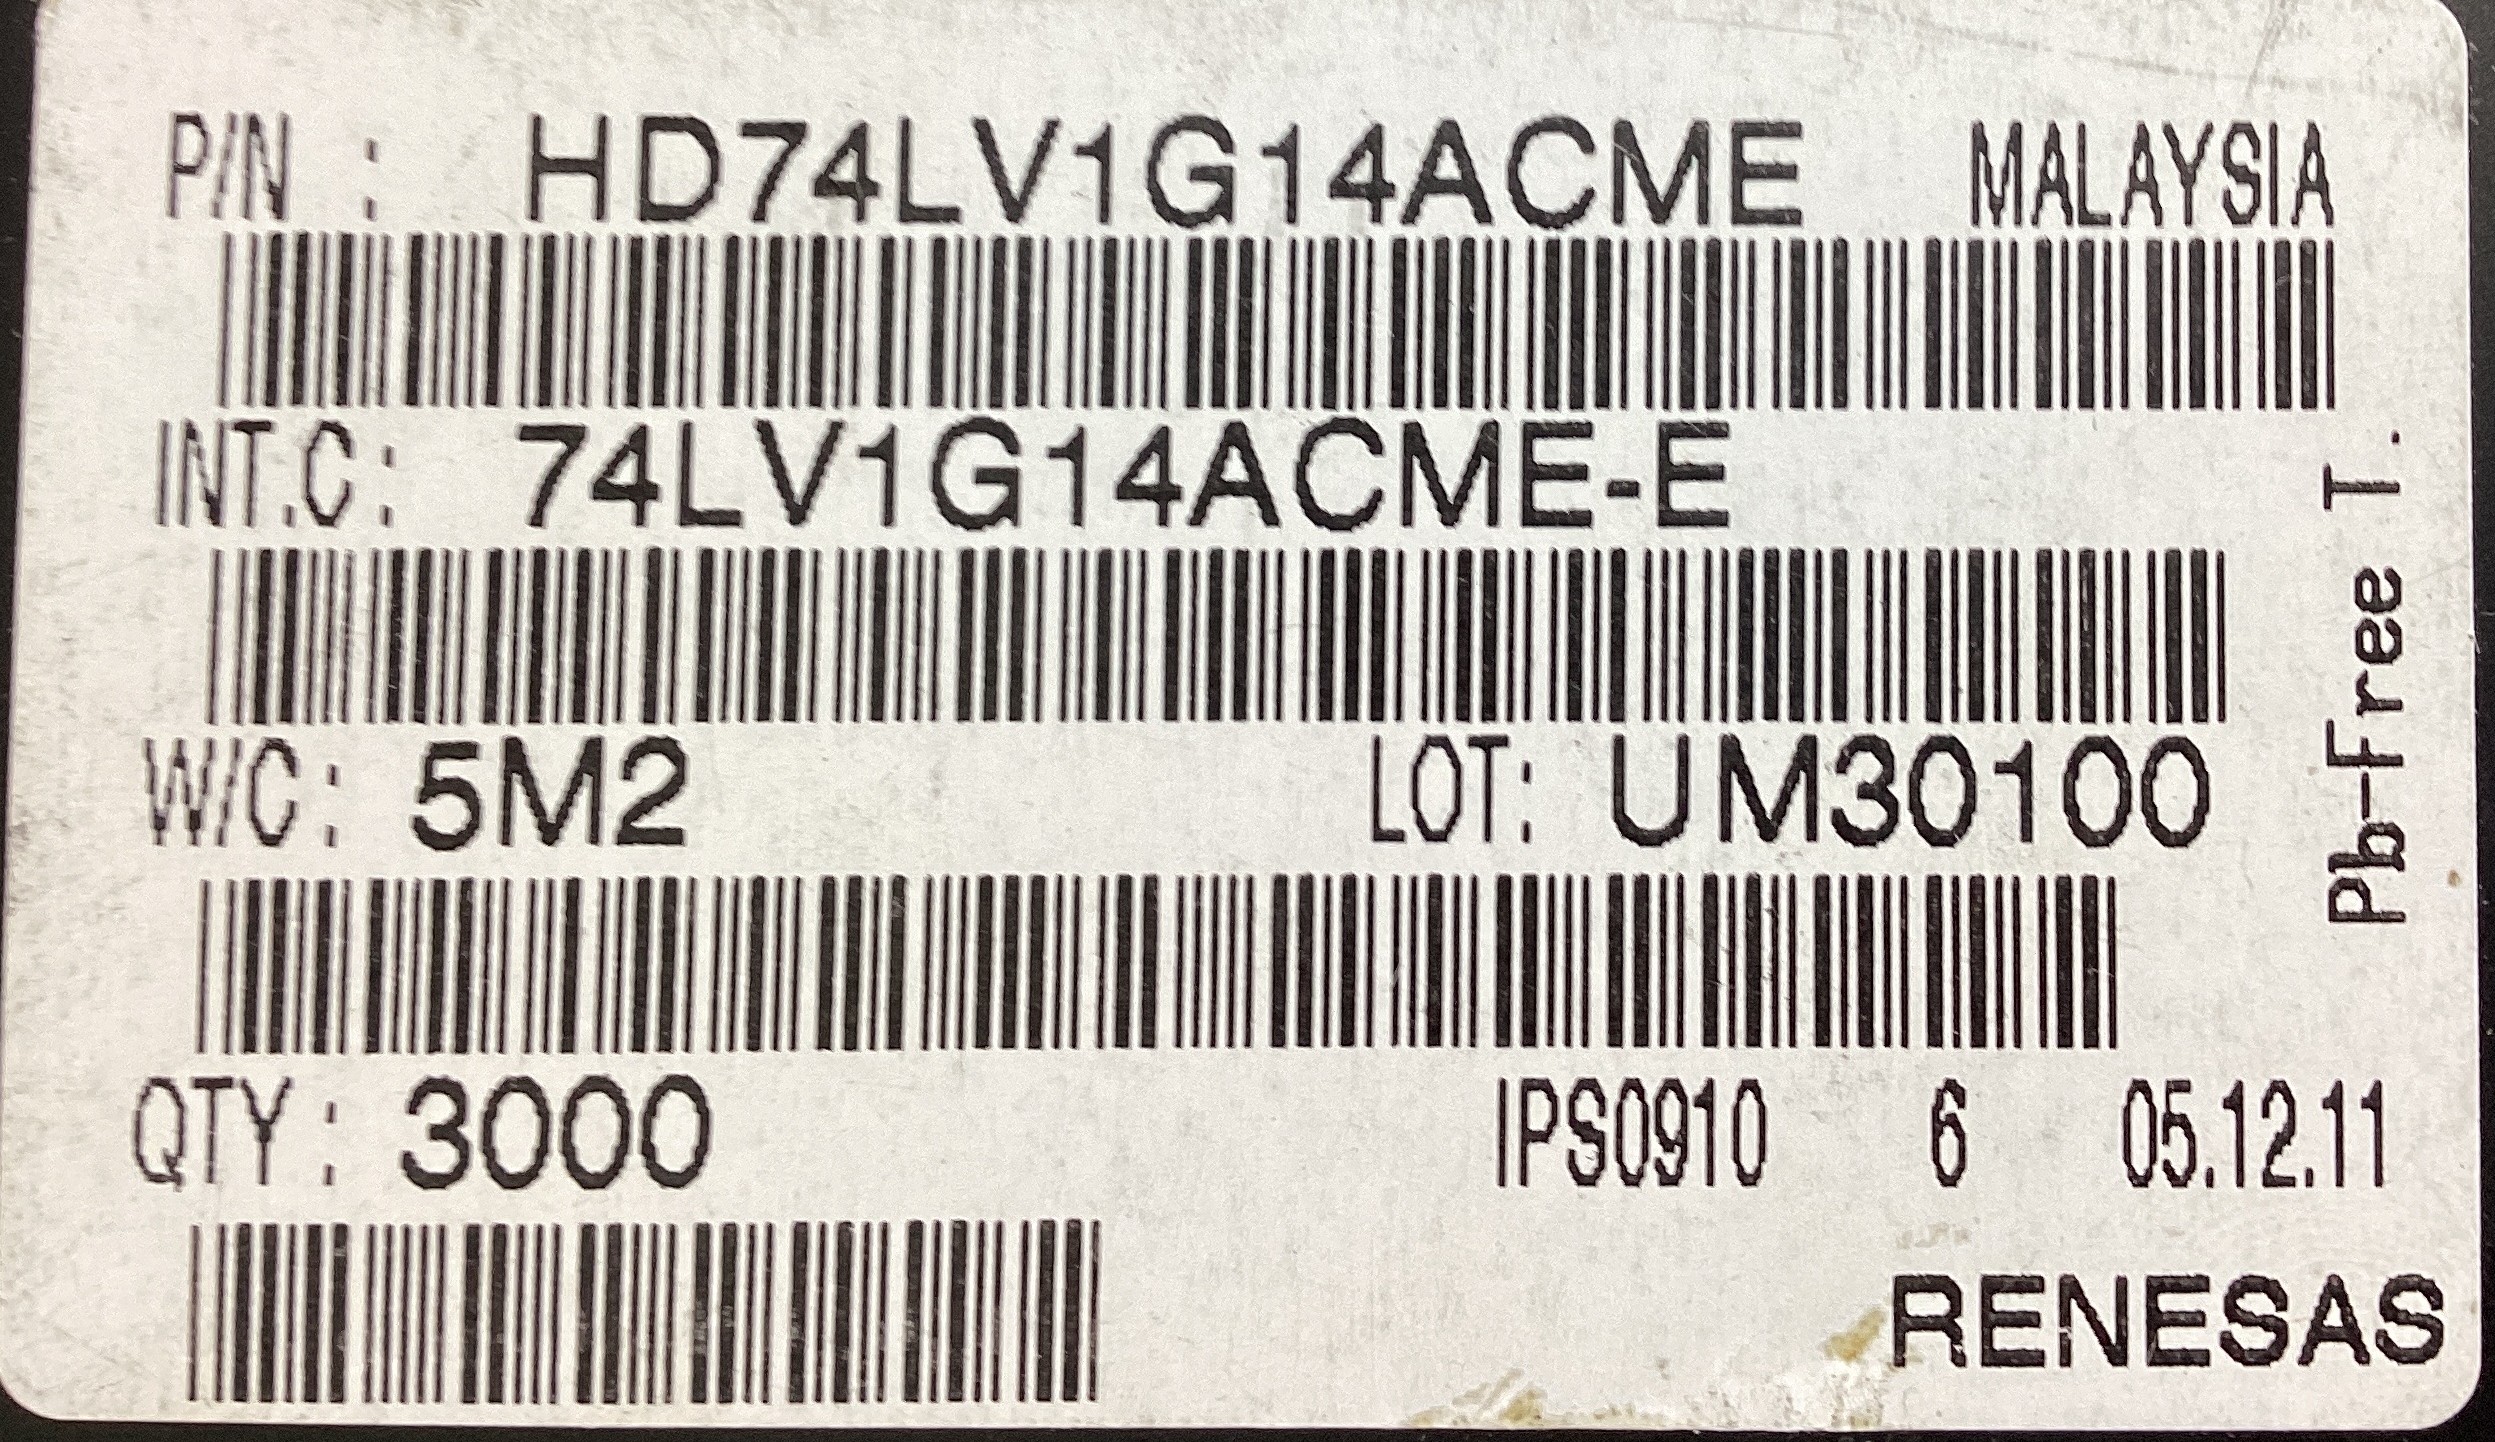 P/N : HD74LV1G14ACME MALAYSIA
INT.C: 74LV1G14ACME-E
W/C: 5M2 LOT: UM30100
QTY: 3000 IPS0910 6 05.12.11
RENESAS
Pb-Free T.